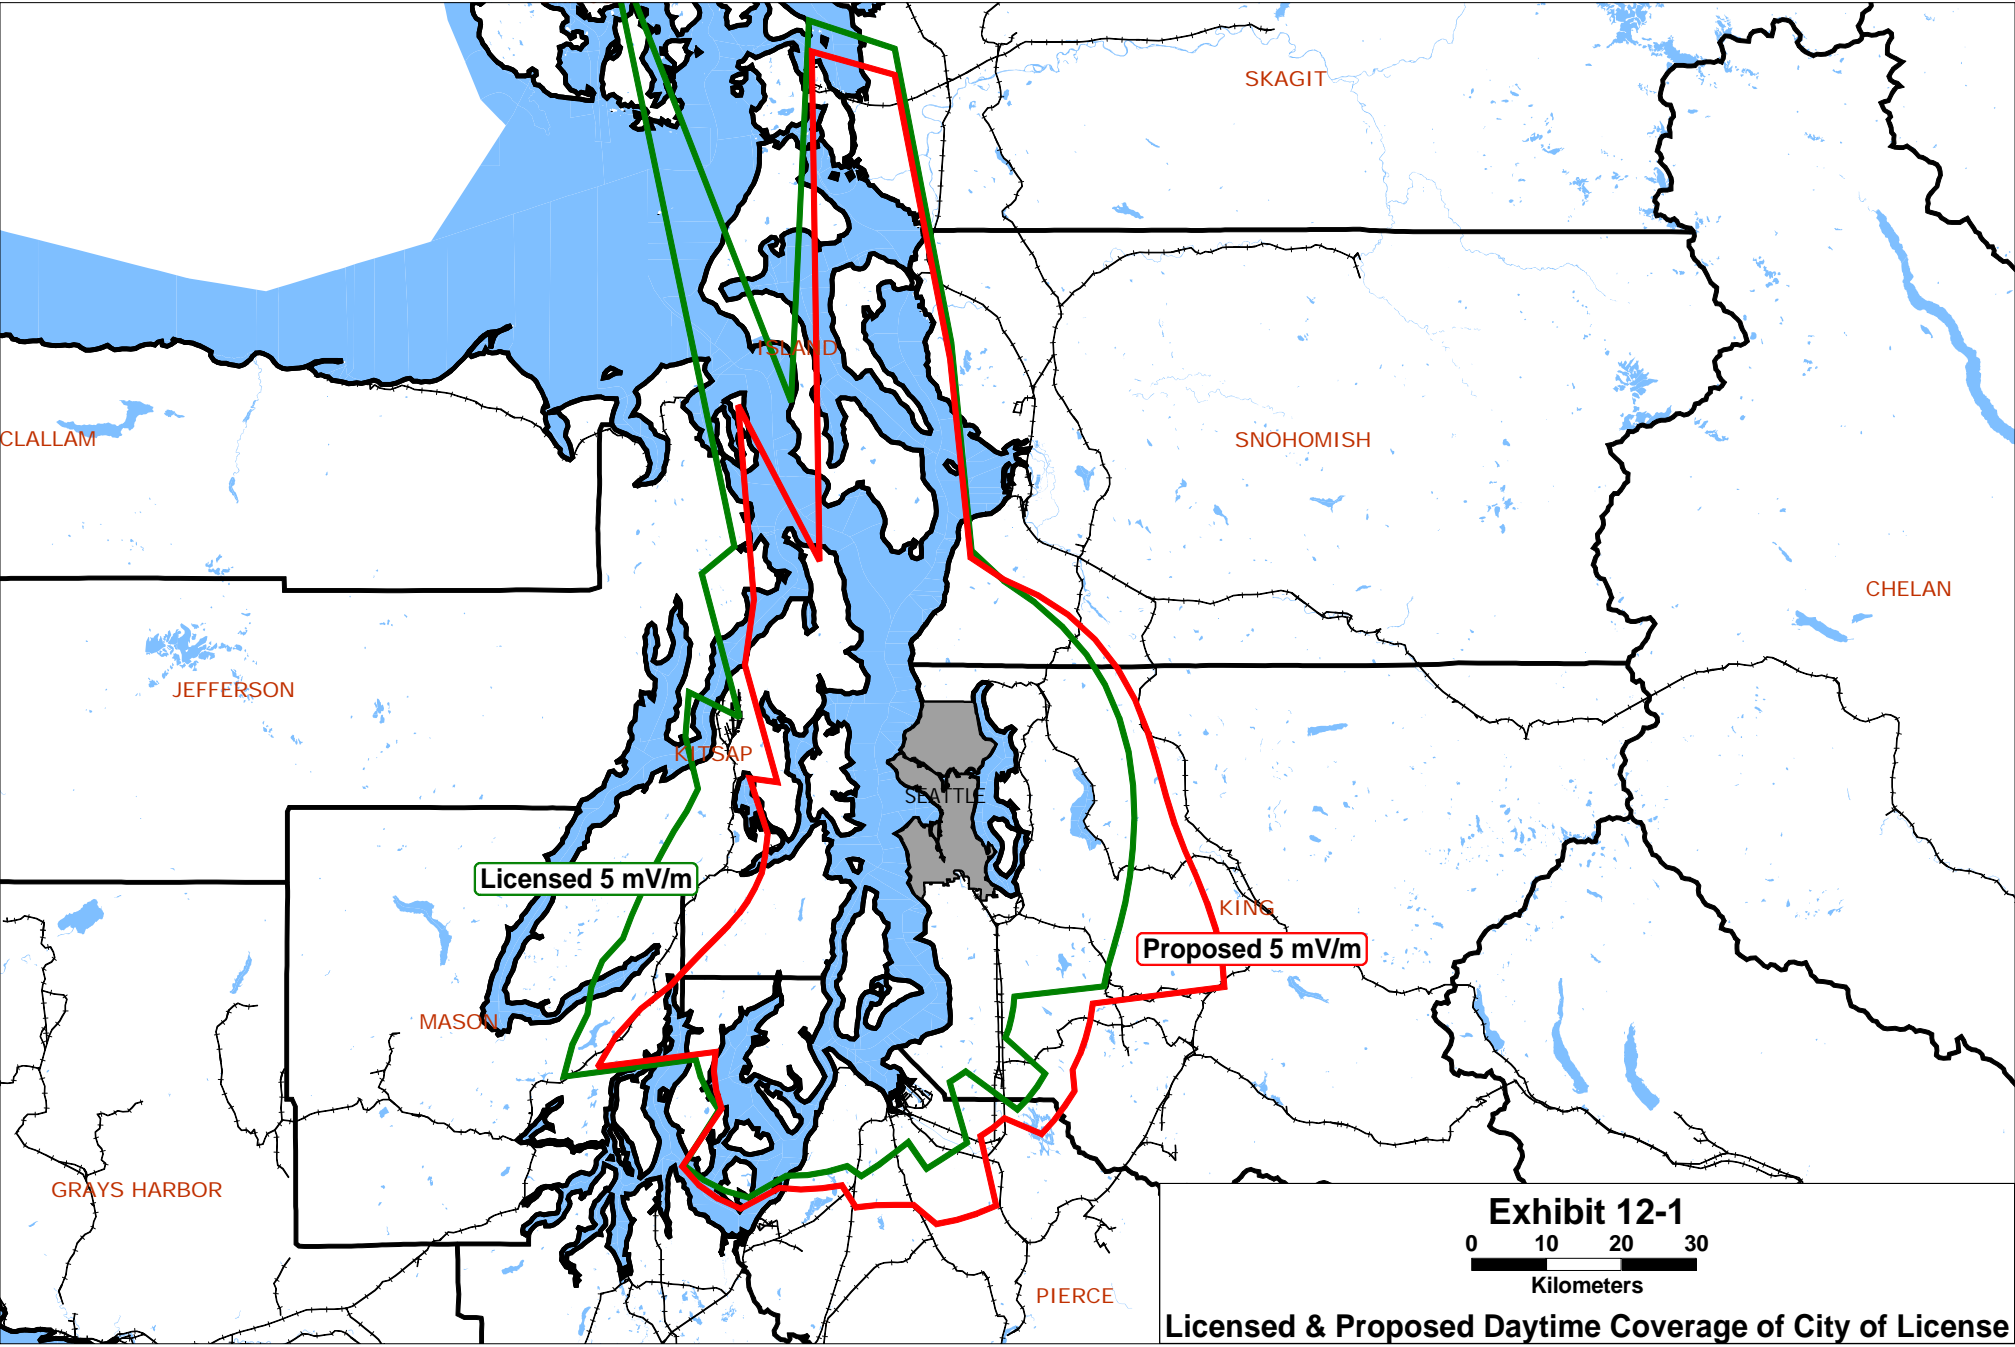 SKAGIT
ISLAND
CLALLAM
SNOHOMISH
CHELAN
JEFFERSON
KITSAP
SEATTLE
Licensed 5 mV/m
KING
Proposed 5 mV/m
MASON
GRAYS HARBOR
PIERCE
Exhibit 12-1
0 10 20 30
Kilometers
Licensed & Proposed Daytime Coverage of City of License